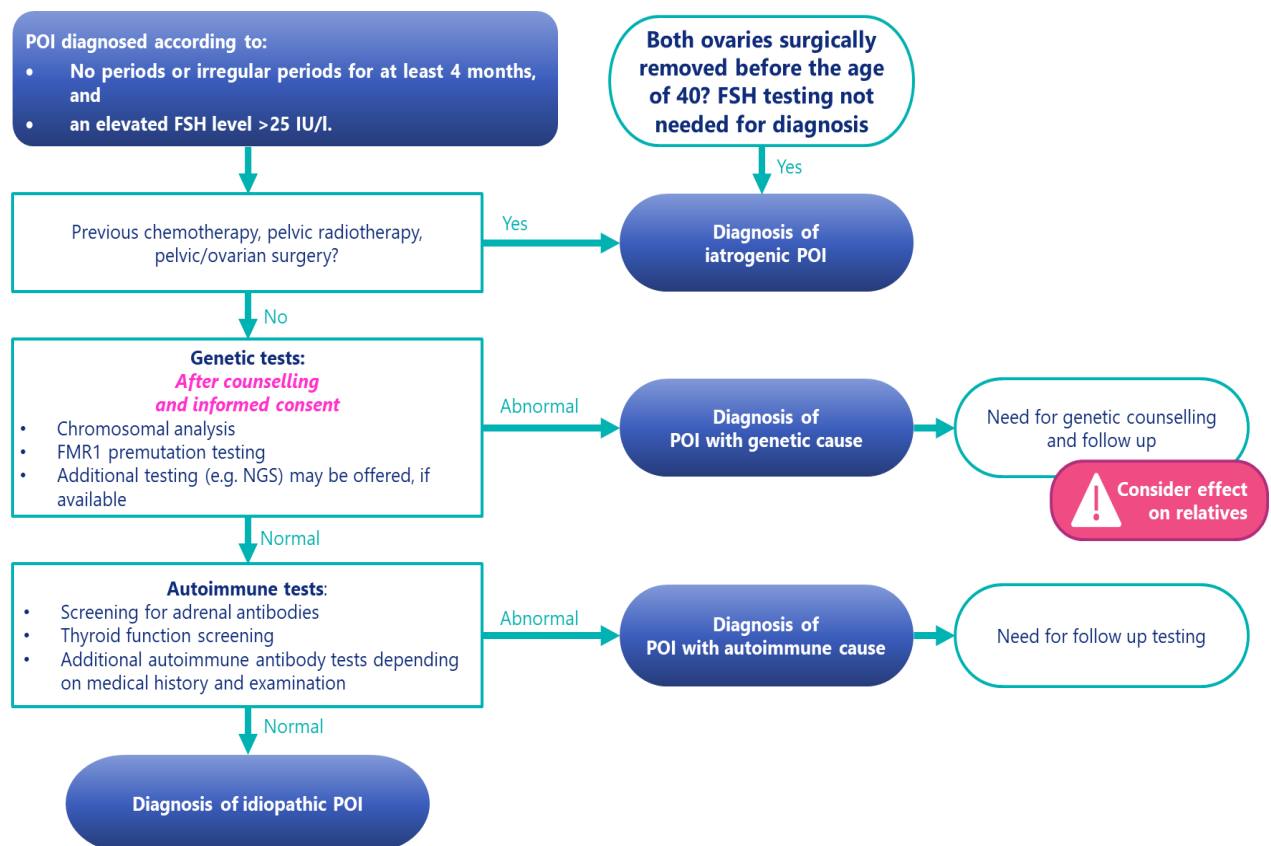 POI diagnosed according to:
• No periods or irregular periods for at least 4 months,
and
• an elevated FSH level >25 IU/l.
Both ovaries surgically
removed before the age
of 40? FSH testing not
needed for diagnosis
Yes
Previous chemotherapy, pelvic radiotherapy,
pelvic/ovarian surgery?
Yes
Diagnosis of
iatrogenic POI
No
Genetic tests:
After counselling
and informed consent
• Chromosomal analysis
• FMR1 premutation testing
• Additional testing (e.g. NGS) may be offered, if
available
Abnormal
Diagnosis of
POI with genetic cause
Need for genetic counselling
and follow up
Consider effect
on relatives
Normal
Autoimmune tests:
• Screening for adrenal antibodies
• Thyroid function screening
• Additional autoimmune antibody tests depending
on medical history and examination
Abnormal
Diagnosis of
POI with autoimmune cause
Need for follow up testing
Normal
Diagnosis of idiopathic POI